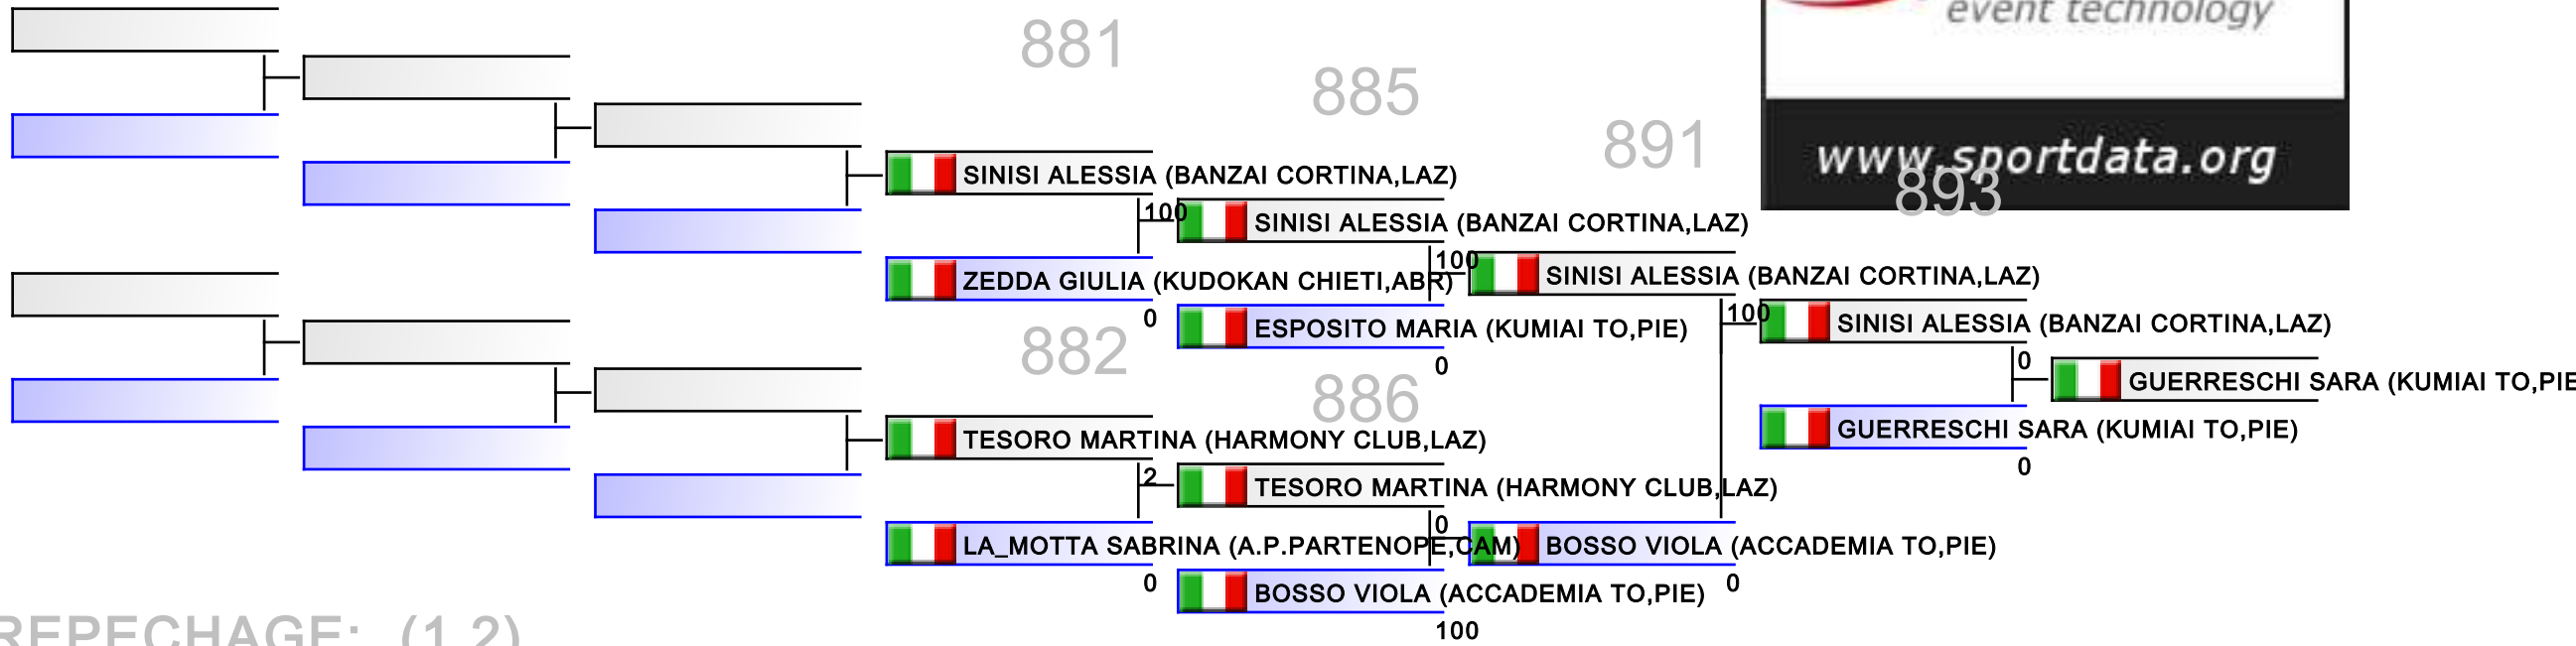 event technology
881
885
891
www.sportdata.org
893
SINISI ALESSIA (BANZAI CORTINA,LAZ)
100
SINISI ALESSIA (BANZAI CORTINA,LAZ)
ZEDDA GIULIA (KUDOKAN CHIETI,ABR)
0
100
SINISI ALESSIA (BANZAI CORTINA,LAZ)
ESPOSITO MARIA (KUMIAI TO,PIE)
0
100
SINISI ALESSIA (BANZAI CORTINA,LAZ)
0
GUERRESCHI SARA (KUMIAI TO,PIE
GUERRESCHI SARA (KUMIAI TO,PIE)
0
882
886
TESORO MARTINA (HARMONY CLUB,LAZ)
2
TESORO MARTINA (HARMONY CLUB,LAZ)
LA_MOTTA SABRINA (A.P.PARTENOPE,CAM)
0
0
BOSSO VIOLA (ACCADEMIA TO,PIE)
0
BOSSO VIOLA (ACCADEMIA TO,PIE)
100
REPECHAGE: (1,2)